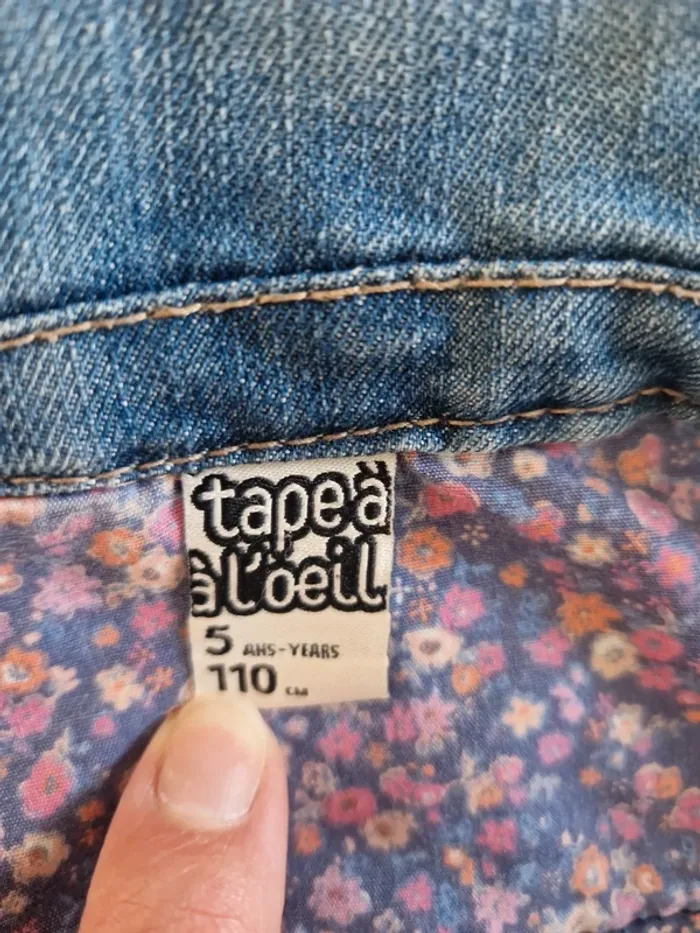 tape à
à l'oeil
5 ANS-YEARS
110 CM